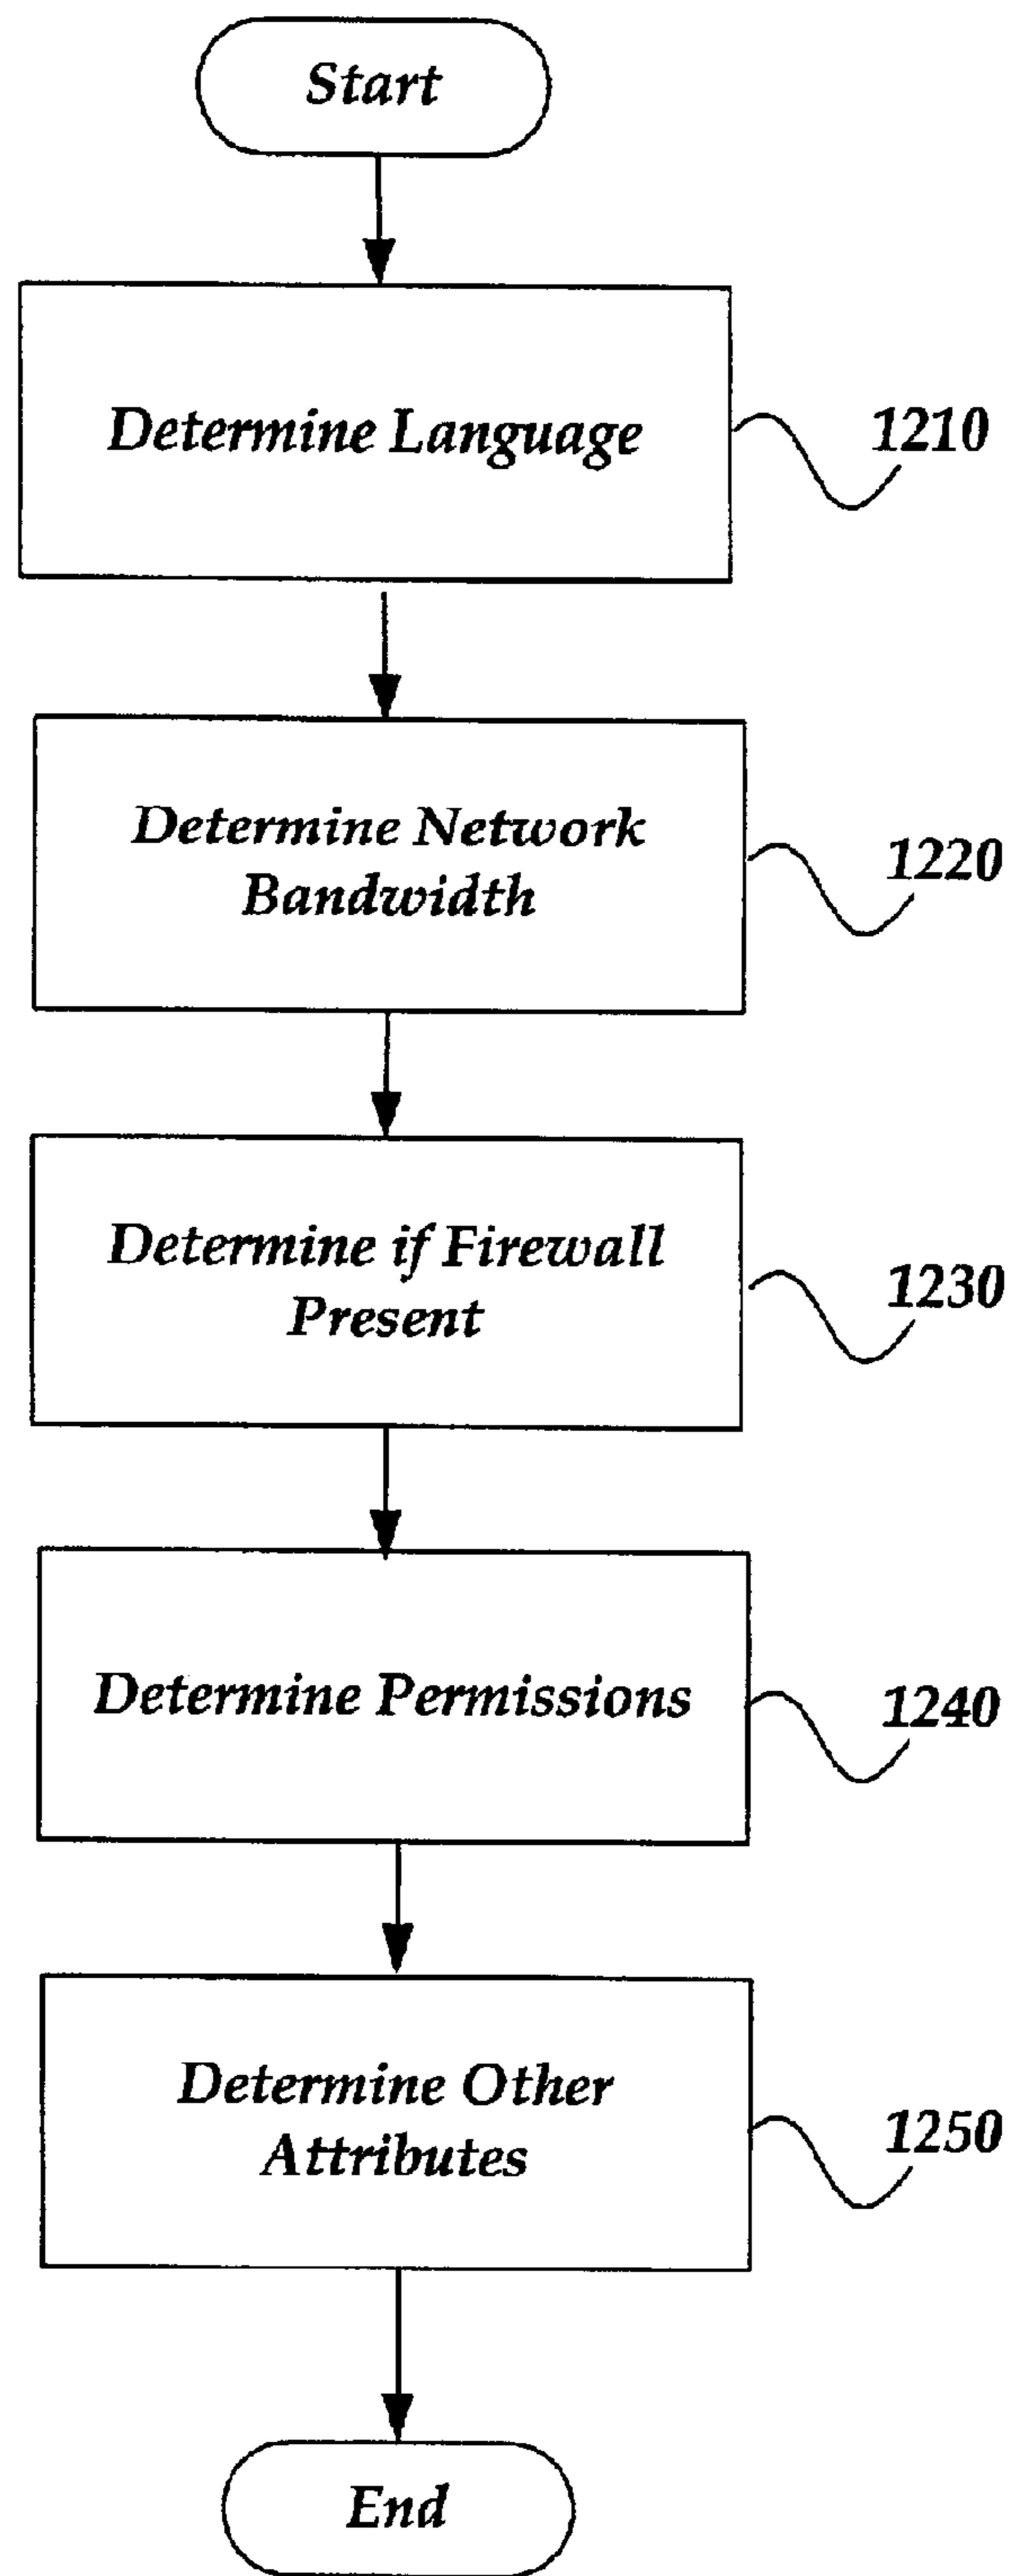 Start
Determine Language
1210
Determine Network
Bandwidth
1220
Determine if Firewall
Present
1230
Determine Permissions
1240
Determine Other
Attributes
1250
End